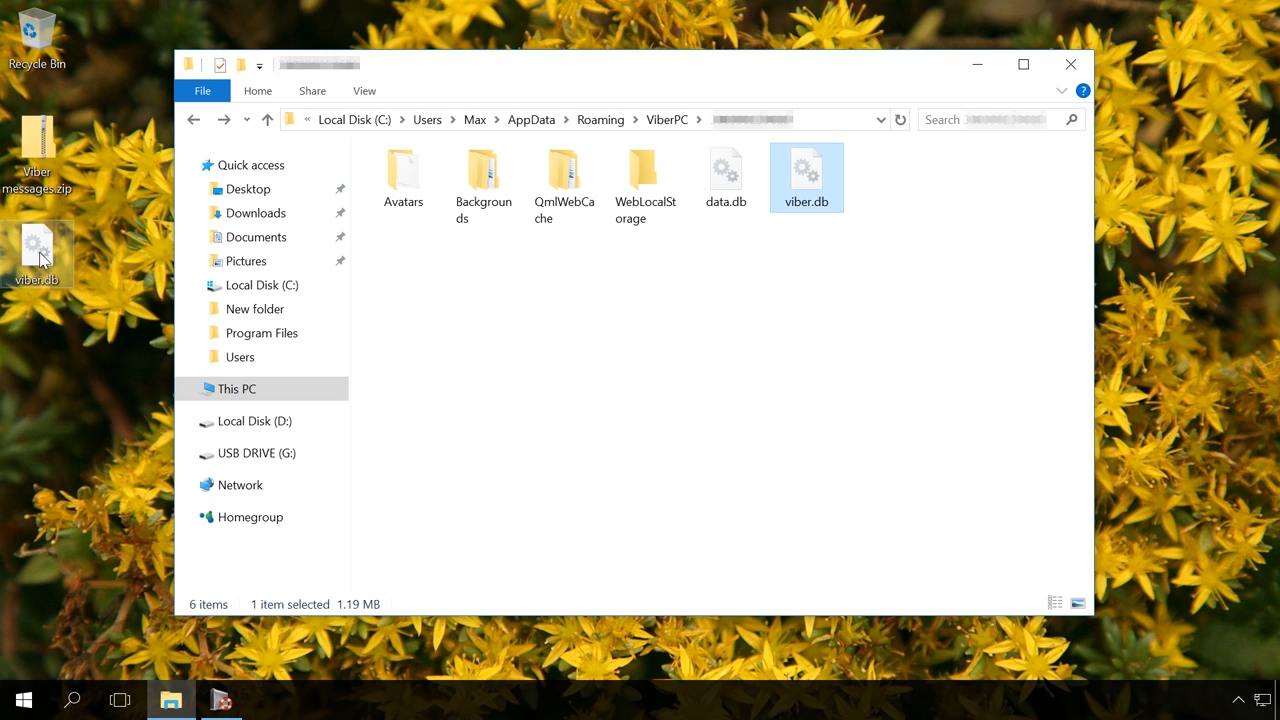 Recycle Bin
Viber
messages.zip
viber.db
File Home Share View
« Local Disk (C:) Users Max AppData Roaming ViberPC
Search
Quick access
Desktop
Downloads
Documents
Pictures
Local Disk (C:)
New folder
Program Files
Users
This PC
Local Disk (D:)
USB DRIVE (G:)
Network
Homegroup
Avatars
Backgroun
ds
QmlWebCa
che
WebLocalSt
orage
data.db
viber.db
6 items 1 item selected 1.19 MB